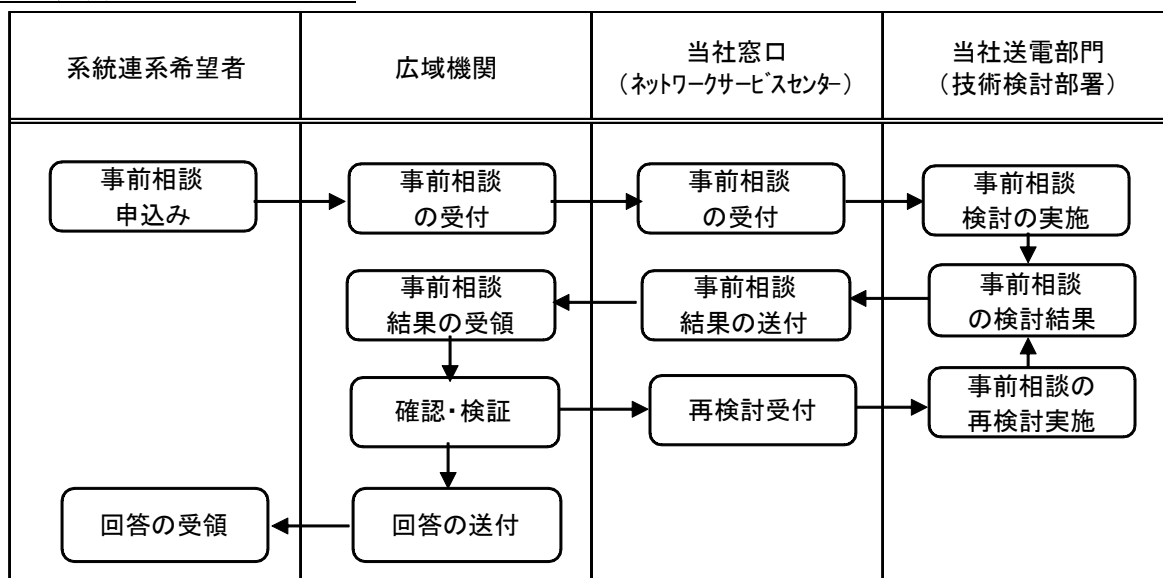 系統連系希望者
広域機関
当社窓口
（ネットワークサービスセンター）
当社送電部門
（技術検討部署）
事前相談
申込み
事前相談
の受付
事前相談
の受付
事前相談
検討の実施
事前相談
結果の受領
事前相談
結果の送付
事前相談
の検討結果
確認・検証
再検討受付
事前相談の
再検討実施
回答の受領
回答の送付